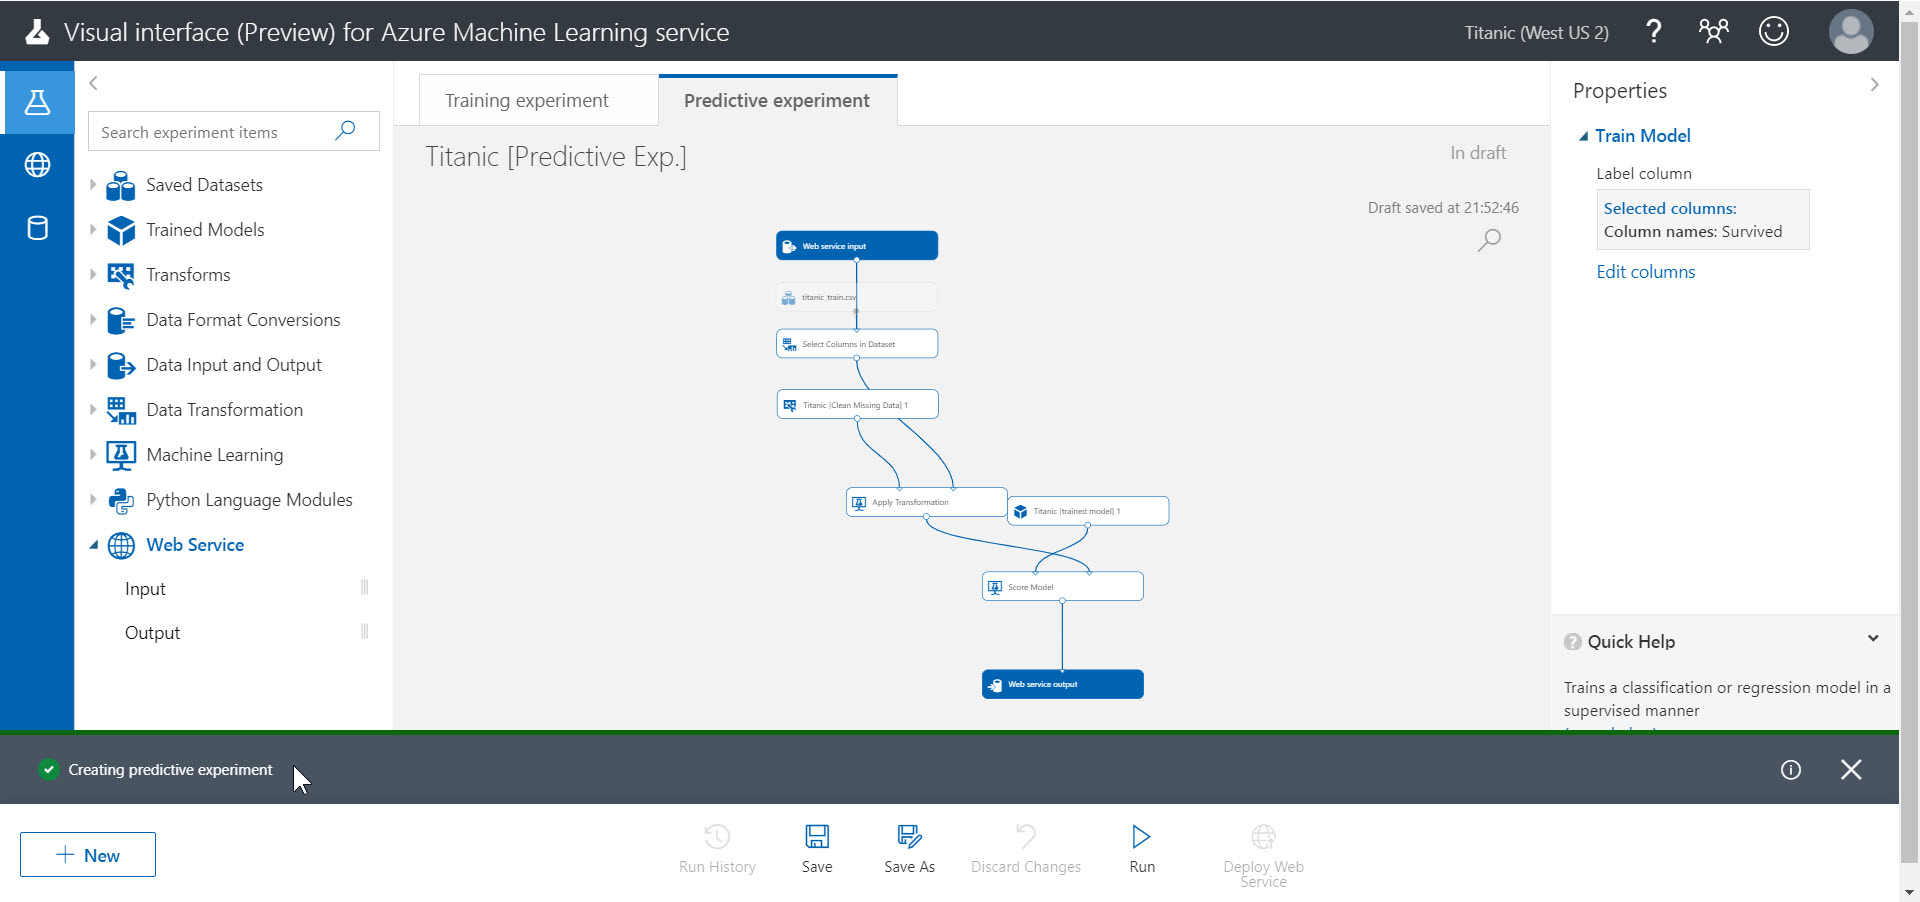 Visual interface (Preview) for Azure Machine Learning service
Titanic (West US 2)
?
Search experiment items
Saved Datasets
Trained Models
Transforms
Data Format Conversions
Data Input and Output
Data Transformation
Machine Learning
Python Language Modules
Web Service
Input
Output
Training experiment
Predictive experiment
Titanic [Predictive Exp.]
In draft
Draft saved at 21:52:46
Web service input
titanic_train.csv
Select Columns in Dataset
Titanic [Clean Missing Data] 1
Apply Transformation
Titanic [trained model] 1
Score Model
Web service output
Properties
Train Model
Label column
Selected columns:
Column names: Survived
Edit columns
Quick Help
Trains a classification or regression model in a
supervised manner
Creating predictive experiment
New
Run History
Save
Save As
Discard Changes
Run
Deploy Web
Service